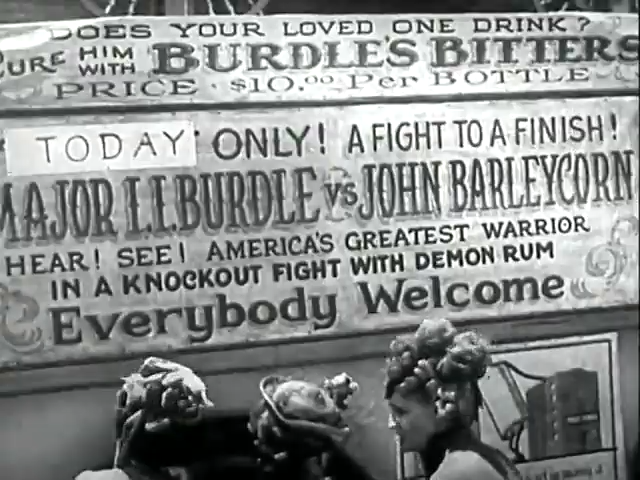 DOES YOUR LOVED ONE DRINK?
CURE HIM WITH BURDLE'S BITTERS
PRICE · $10.00 Per BOTTLE
TODAY ONLY! A FIGHT TO A FINISH!
MAJOR I.I. BURDLE vs JOHN BARLEYCORN
HEAR! SEE! AMERICA'S GREATEST WARRIOR
IN A KNOCKOUT FIGHT WITH DEMON RUM
Everybody Welcome